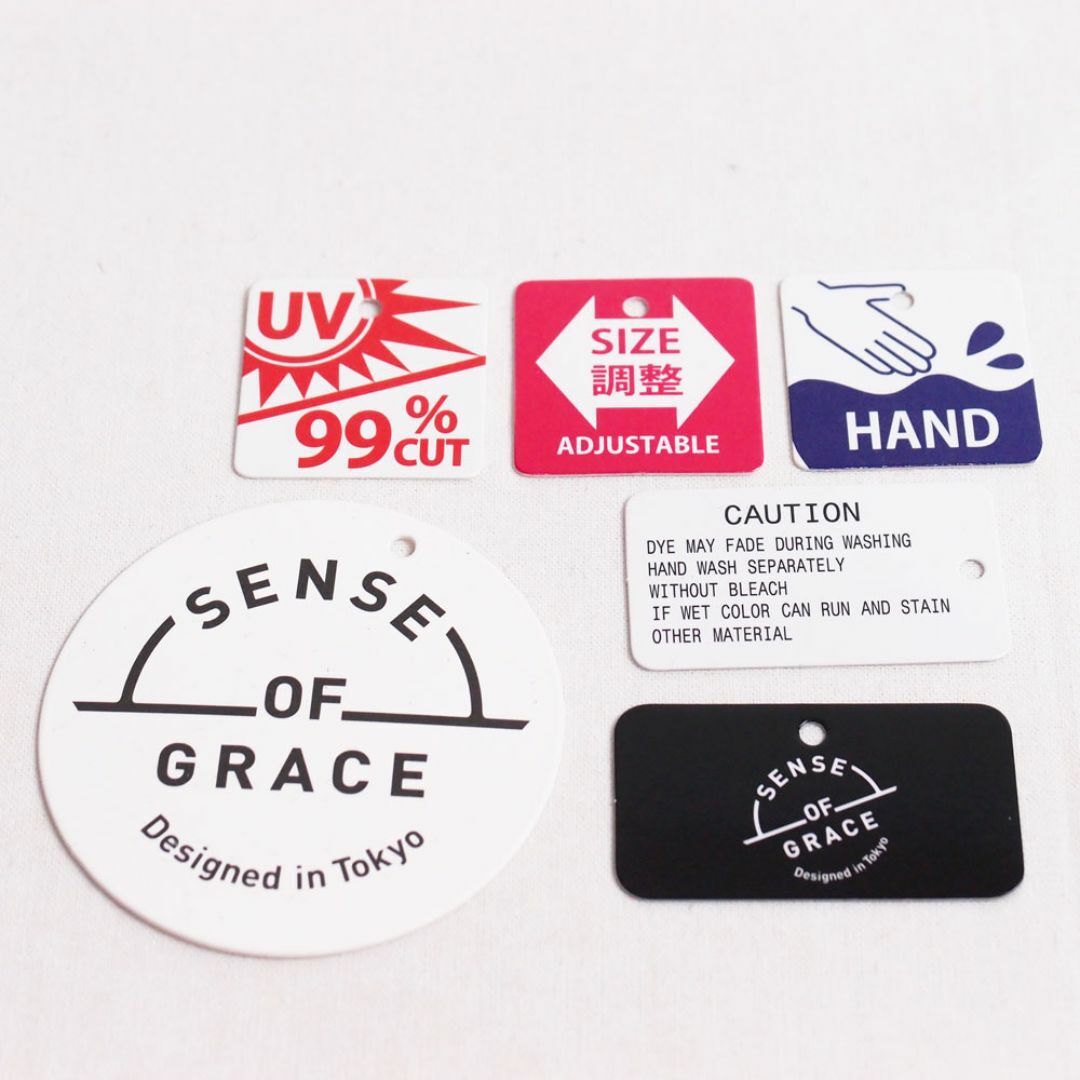 UV
99% CUT
SIZE
調整
ADJUSTABLE
HAND
SENSE
OF
GRACE
Designed in Tokyo
CAUTION
DYE MAY FADE DURING WASHING
HAND WASH SEPARATELY
WITHOUT BLEACH
IF WET COLOR CAN RUN AND STAIN
OTHER MATERIAL
SENSE
OF
GRACE
Designed in Tokyo